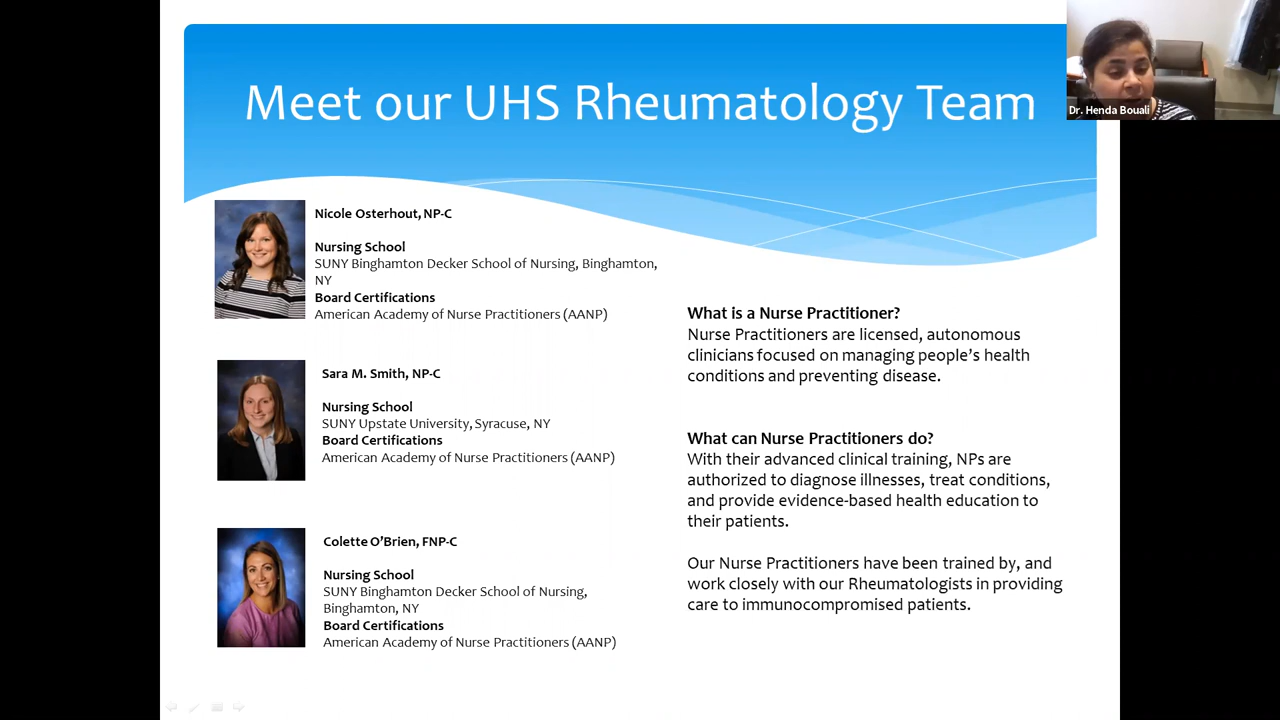 Meet our UHS Rheumatology Team
Dr. Henda Bouali
Nicole Osterhout, NP-C
Nursing School
SUNY Binghamton Decker School of Nursing, Binghamton,
NY
Board Certifications
American Academy of Nurse Practitioners (AANP)
Sara M. Smith, NP-C
Nursing School
SUNY Upstate University, Syracuse, NY
Board Certifications
American Academy of Nurse Practitioners (AANP)
Colette O’Brien, FNP-C
Nursing School
SUNY Binghamton Decker School of Nursing,
Binghamton, NY
Board Certifications
American Academy of Nurse Practitioners (AANP)
What is a Nurse Practitioner?
Nurse Practitioners are licensed, autonomous
clinicians focused on managing people’s health
conditions and preventing disease.
What can Nurse Practitioners do?
With their advanced clinical training, NPs are
authorized to diagnose illnesses, treat conditions,
and provide evidence-based health education to
their patients.
Our Nurse Practitioners have been trained by, and
work closely with our Rheumatologists in providing
care to immunocompromised patients.